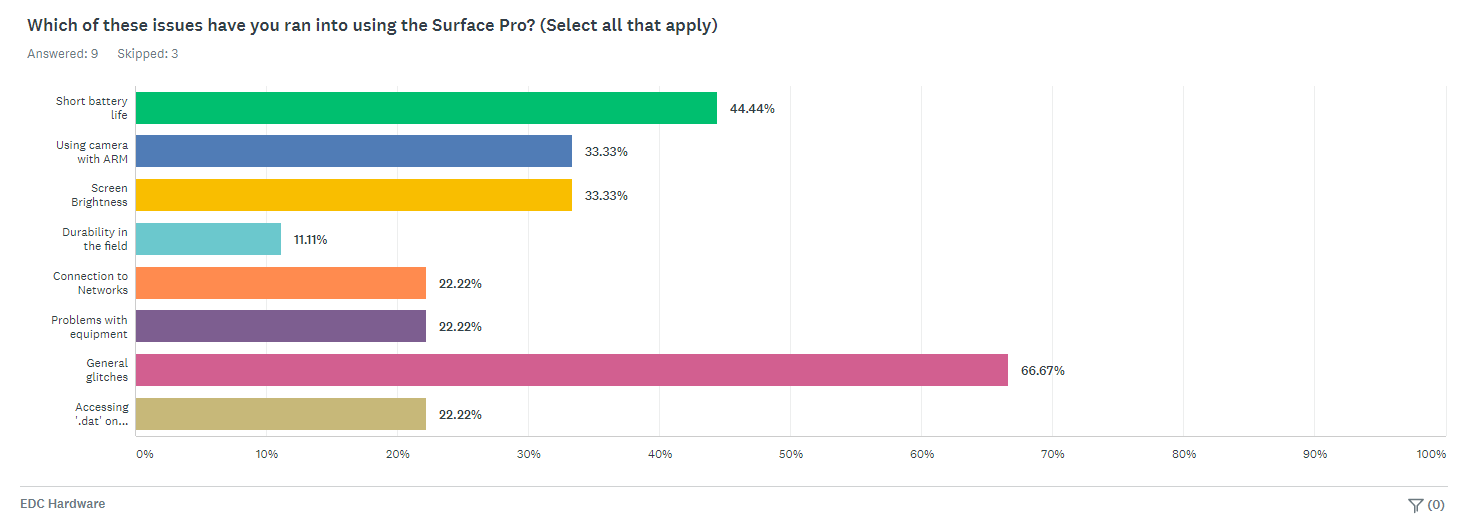 Which of these issues have you ran into using the Surface Pro? (Select all that apply)
Answered: 9 Skipped: 3
Short battery
life
44.44%
Using camera
with ARM
33.33%
Screen
Brightness
33.33%
Durability in
the field
11.11%
Connection to
Networks
22.22%
Problems with
equipment
22.22%
General
glitches
66.67%
Accessing
'.dat' on...
22.22%
0% 10% 20% 30% 40% 50% 60% 70% 80% 90% 100%
EDC Hardware
(0)